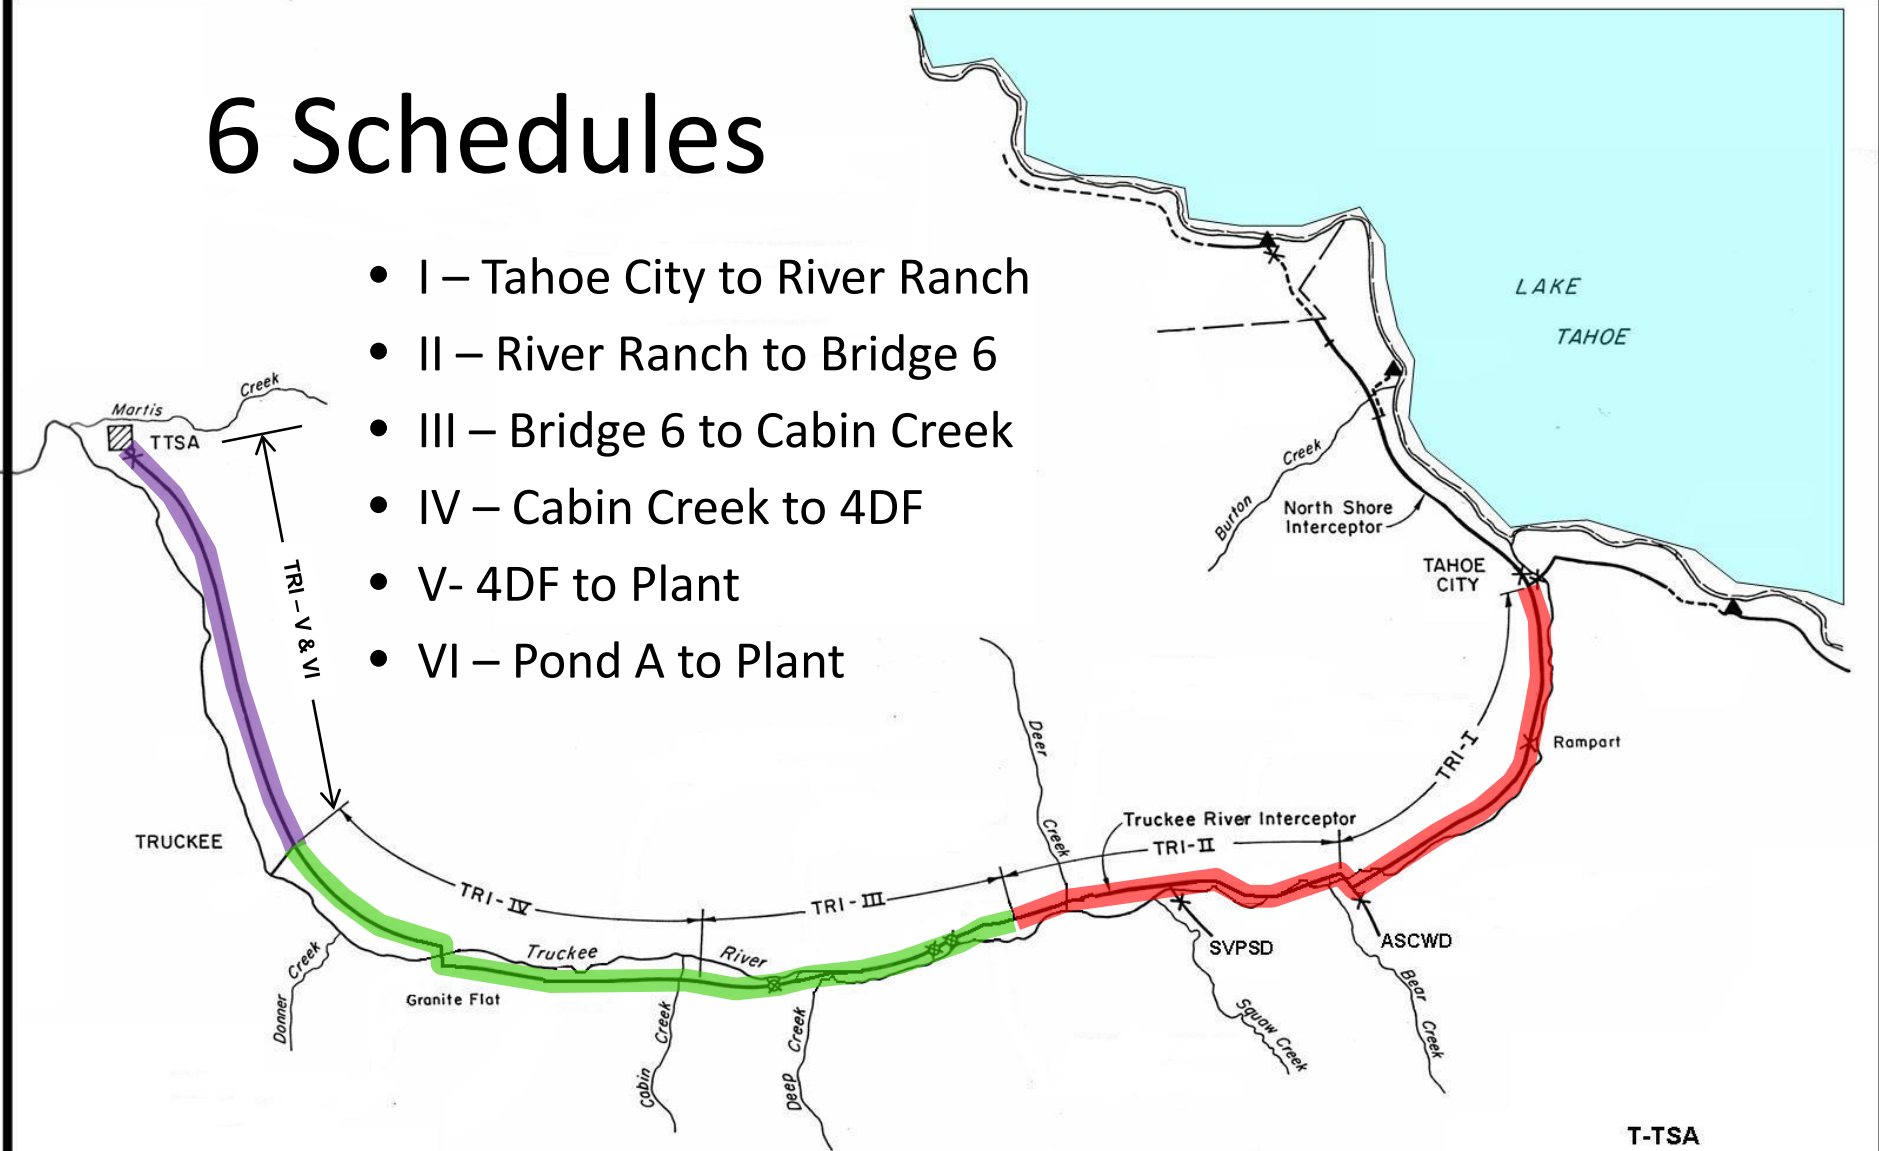 6 Schedules
• I – Tahoe City to River Ranch
• II – River Ranch to Bridge 6
• III – Bridge 6 to Cabin Creek
• IV – Cabin Creek to 4DF
• V- 4DF to Plant
• VI – Pond A to Plant
LAKE
TAHOE
Martis
Creek
TTSA
TRI – V & VI
Burton
Creek
North Shore
Interceptor
TAHOE
CITY
Rampart
TRI-I
Deer
Creek
Truckee River Interceptor
TRI-II
TRUCKEE
TRI-IV
TRI-III
Truckee
River
Granite Flat
Donner
Creek
Cabin
Creek
Deep
Creek
SVPSD
ASCWD
Squaw Creek
Bear
Creek
T-TSA